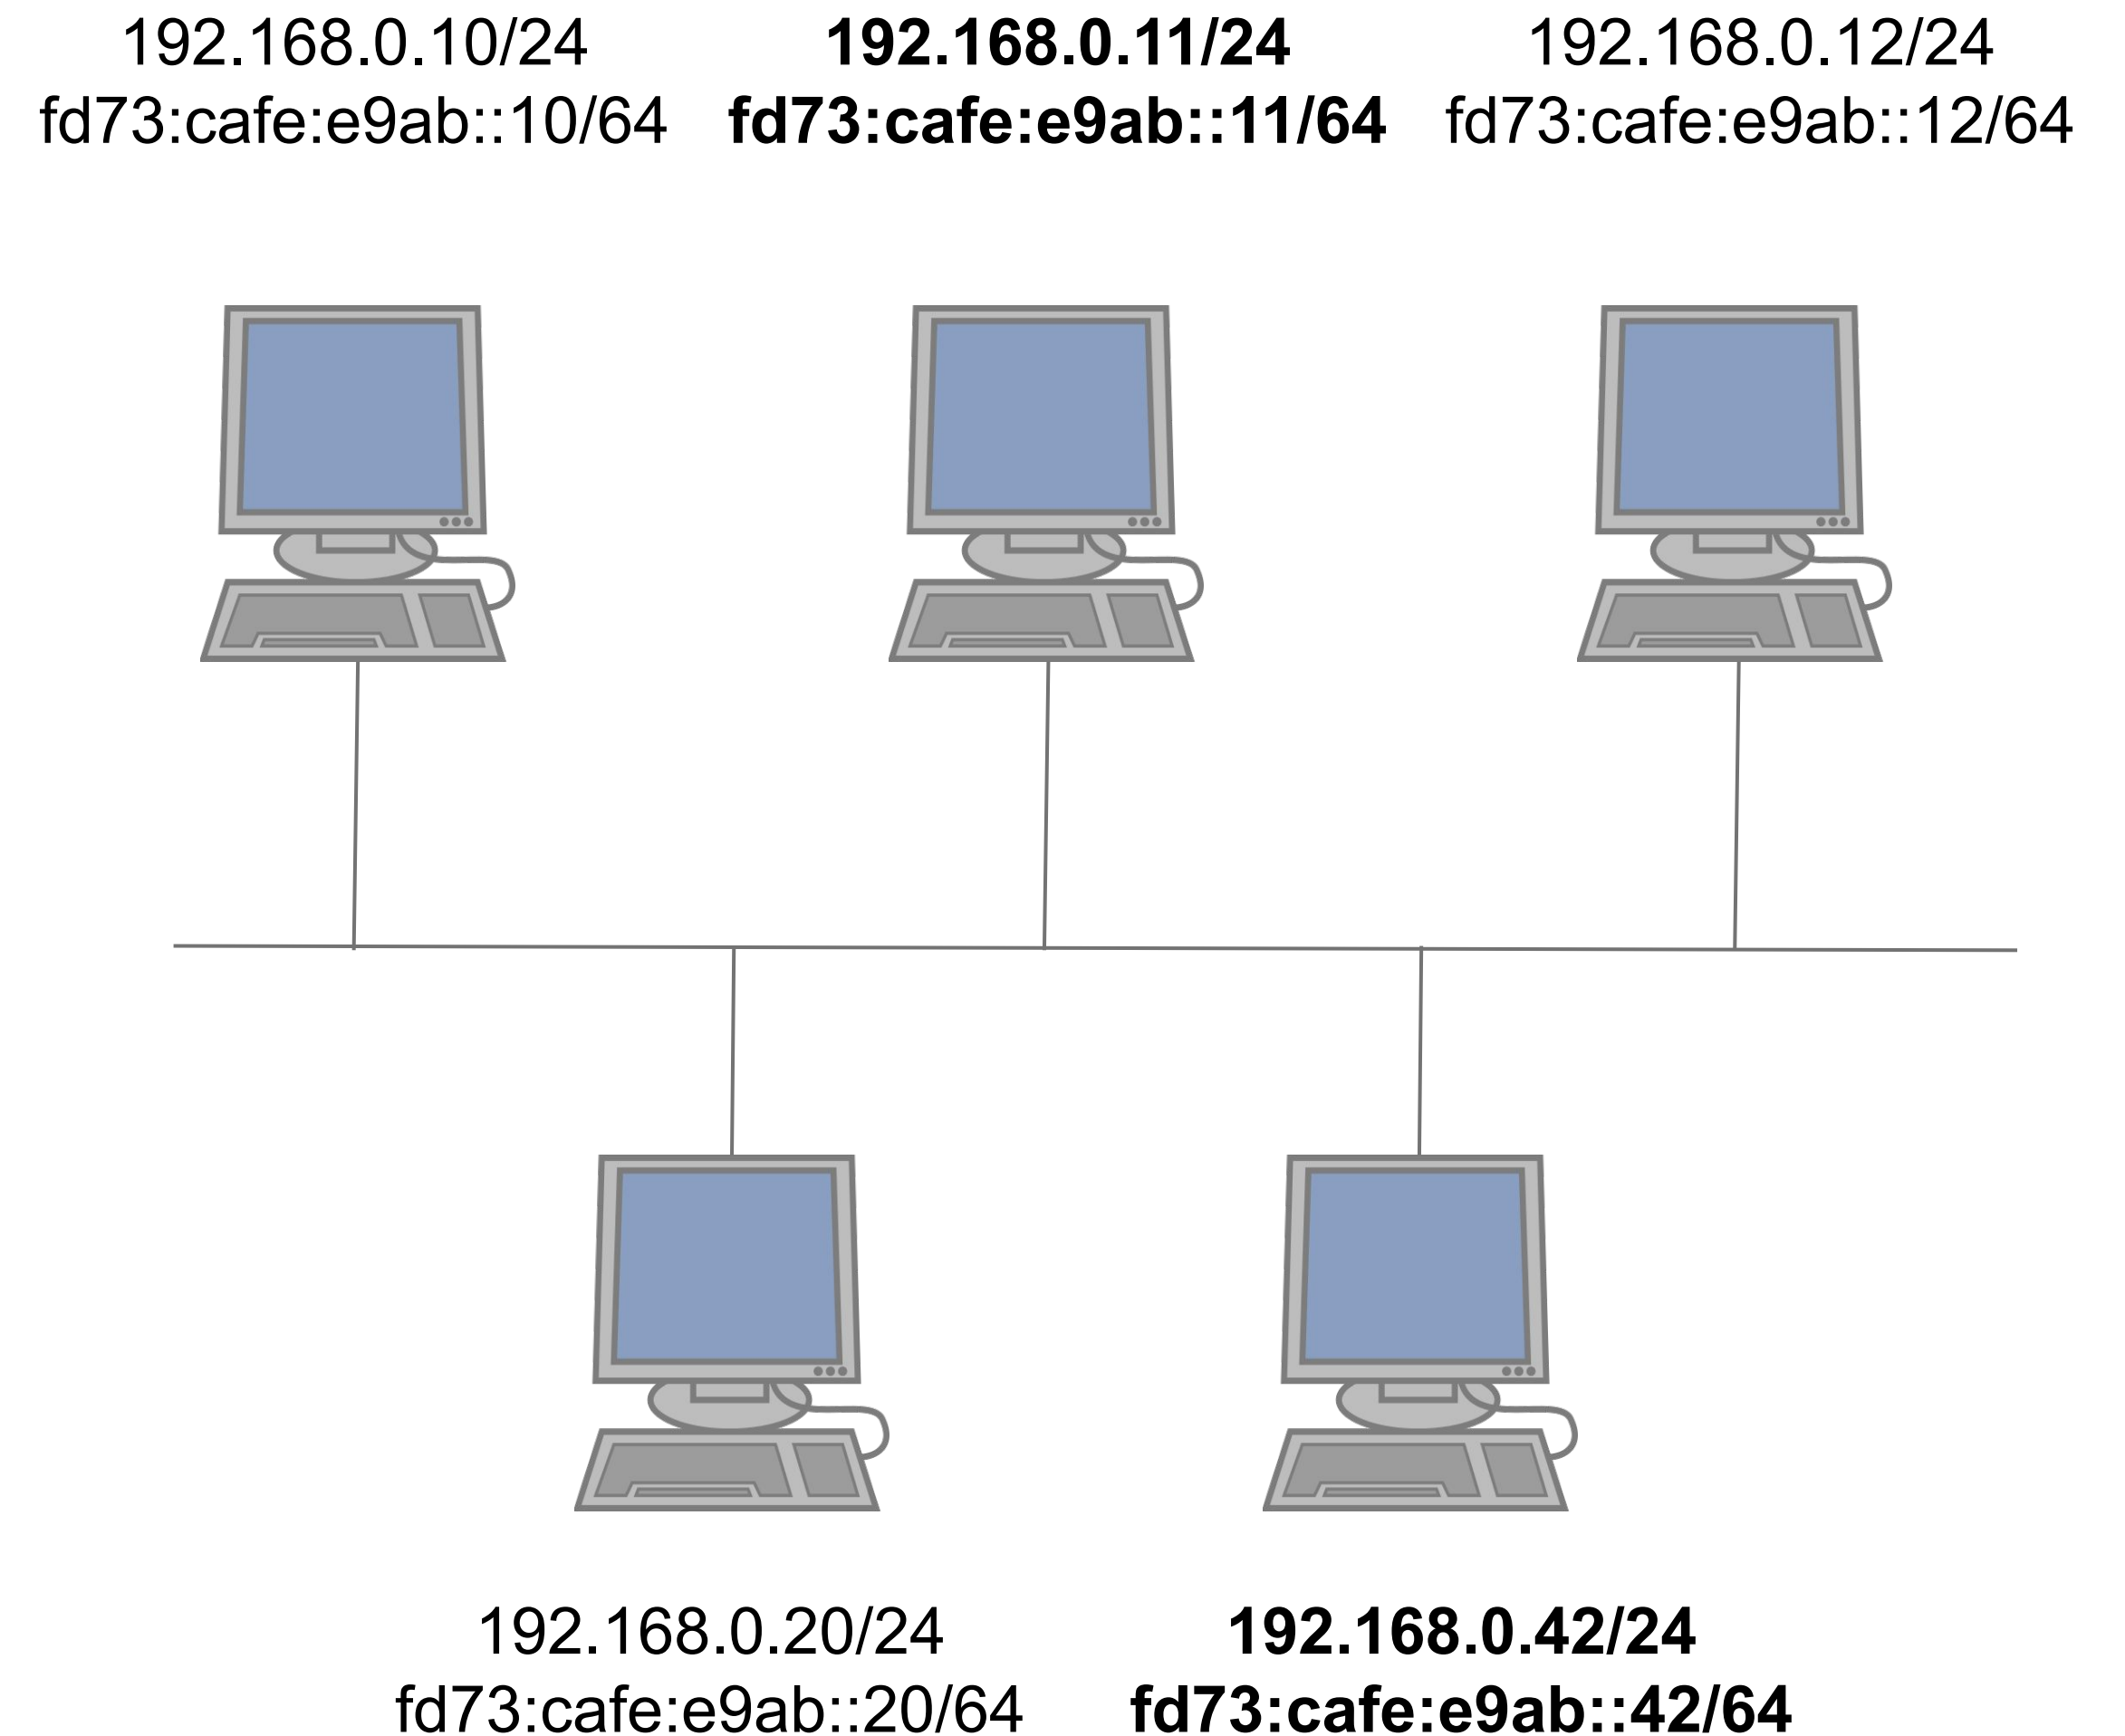 192.168.0.10/24
fd73:cafe:e9ab::10/64
192.168.0.11/24
fd73:cafe:e9ab::11/64
192.168.0.12/24
fd73:cafe:e9ab::12/64
192.168.0.20/24
fd73:cafe:e9ab::20/64
192.168.0.42/24
fd73:cafe:e9ab::42/64